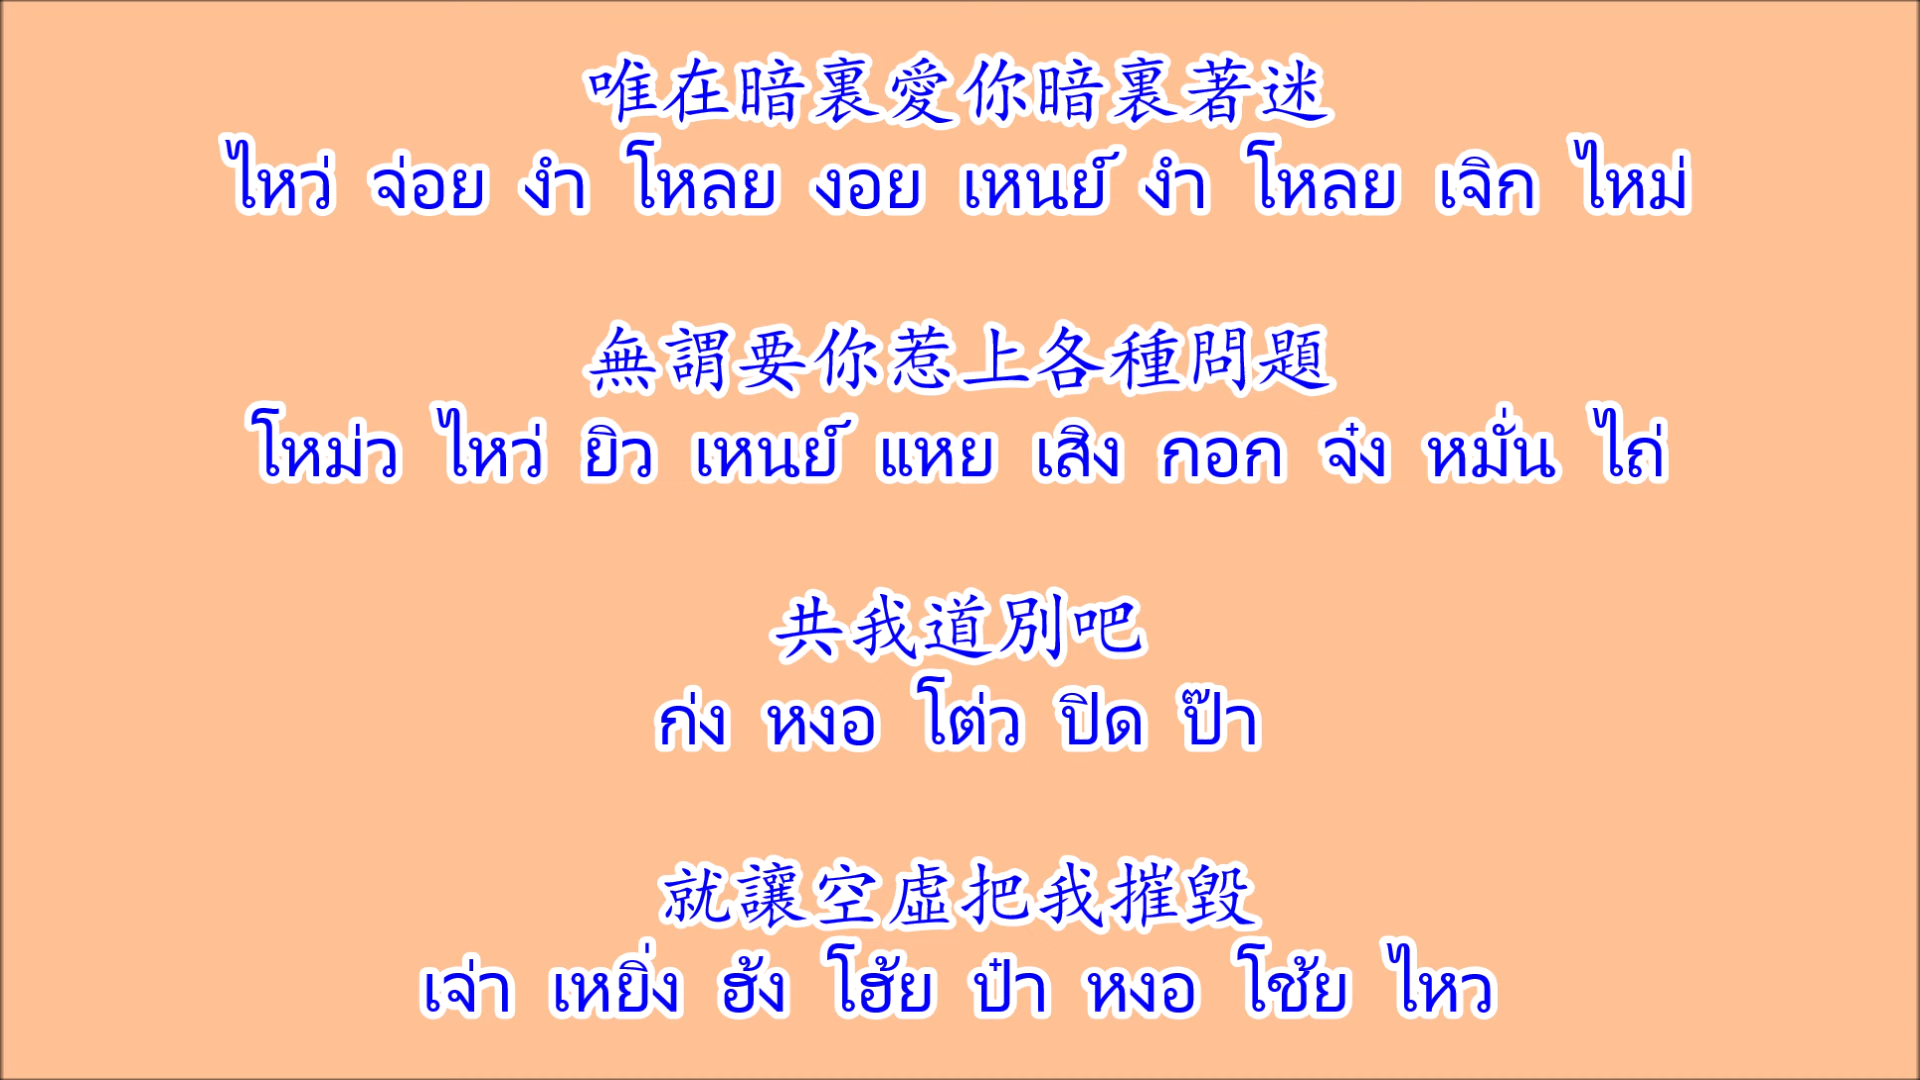 唯在暗裏愛你暗裏著迷
ไหว่ จ่อย งำ โหลย งอย เหนย์ งำ โหลย เจิก ไหม่
無謂要你惹上各種問題
โหม่ว ไหว่ ยิว เหนย์ แหย เสิง กอก จ๋ง หมั่น ไถ่
共我道別吧
ก่ง หงอ โต่ว ปิด ป๊า
就讓空虛把我摧毀
เจ่า เหยิ่ง ฮ้ง โฮ้ย ป๋า หงอ โช้ย ไหว